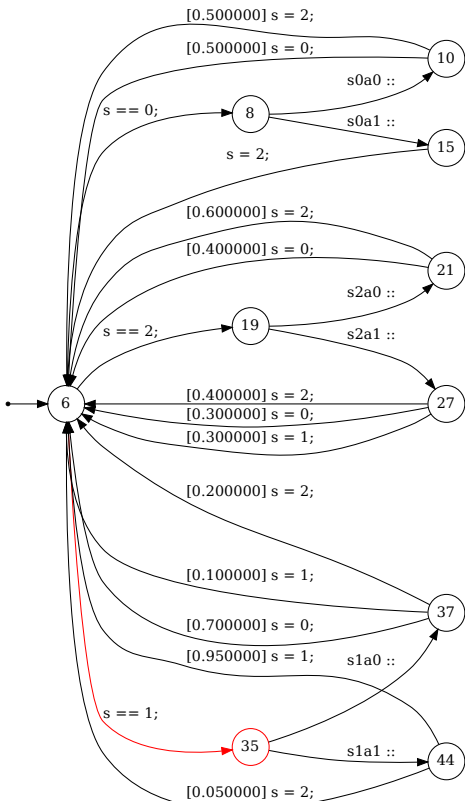 [0.500000] s = 2;
[0.500000] s = 0;
10
s0a0 ::
s == 0;
8
s0a1 ::
15
s = 2;
[0.600000] s = 2;
[0.400000] s = 0;
21
s2a0 ::
s == 2;
19
s2a1 ::
6
[0.400000] s = 2;
27
[0.300000] s = 0;
[0.300000] s = 1;
[0.200000] s = 2;
[0.100000] s = 1;
37
[0.700000] s = 0;
[0.950000] s = 1;
s1a0 ::
s == 1;
35
s1a1 ::
44
[0.050000] s = 2;